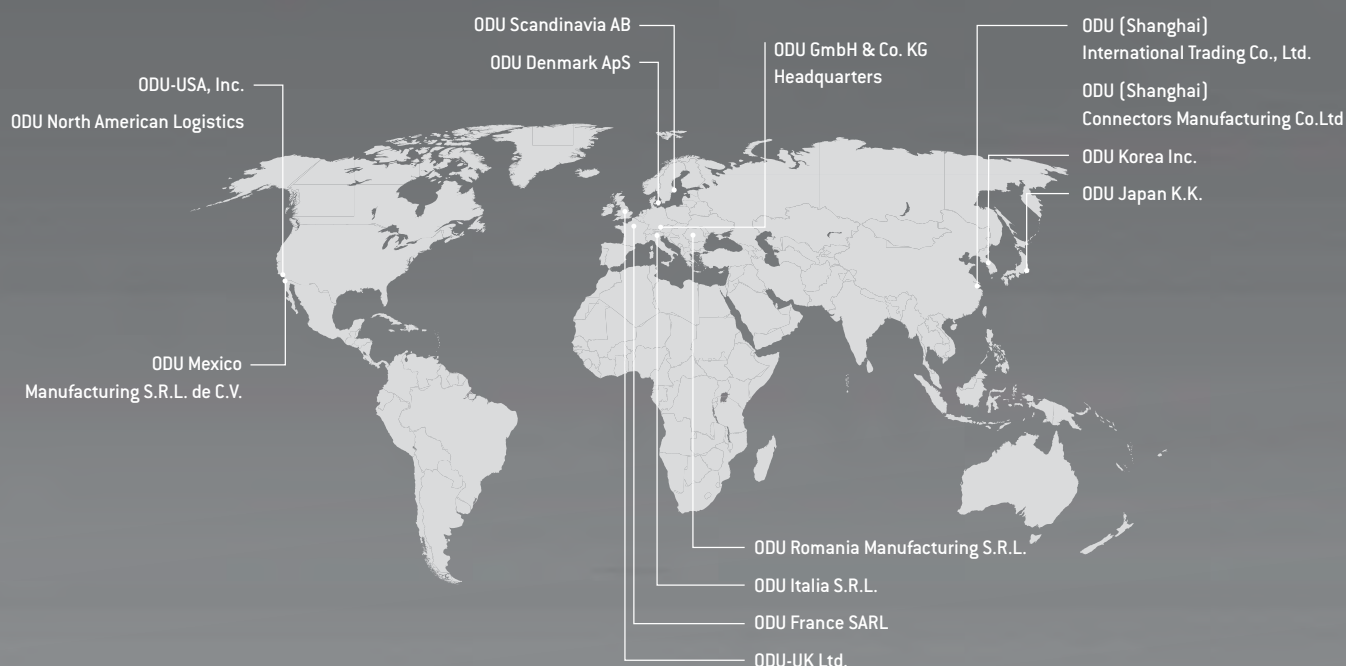 ODU Scandinavia AB
ODU Denmark ApS
ODU GmbH & Co. KG
Headquarters
ODU (Shanghai)
International Trading Co., Ltd.
ODU (Shanghai)
Connectors Manufacturing Co.Ltd
ODU Korea Inc.
ODU Japan K.K.
ODU-USA, Inc.
ODU North American Logistics
ODU Mexico
Manufacturing S.R.L. de C.V.
ODU Romania Manufacturing S.R.L.
ODU Italia S.R.L.
ODU France SARL
ODU-UK Ltd.